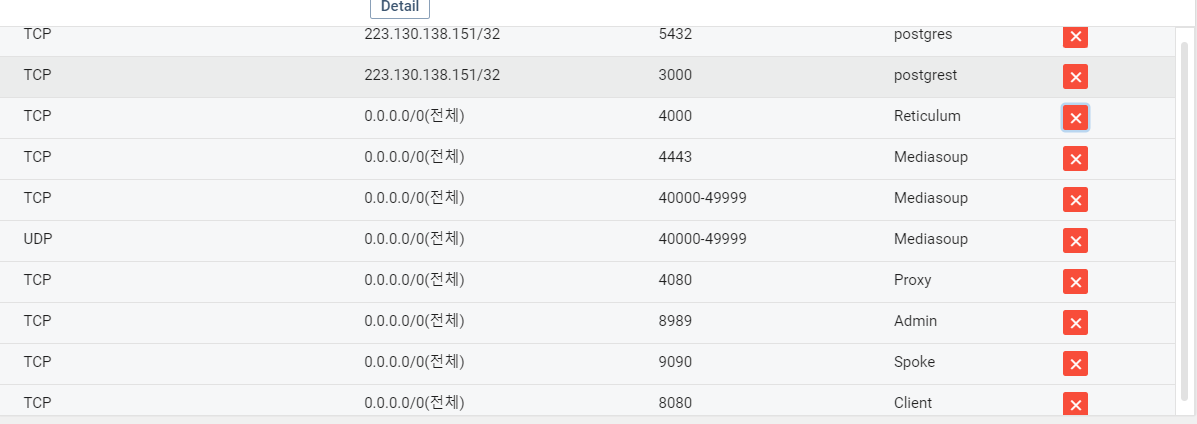 Detail
TCP 223.130.138.151/32 5432 postgres
TCP 223.130.138.151/32 3000 postgrest
TCP 0.0.0.0/0(전체) 4000 Reticulum
TCP 0.0.0.0/0(전체) 4443 Mediasoup
TCP 0.0.0.0/0(전체) 40000-49999 Mediasoup
UDP 0.0.0.0/0(전체) 40000-49999 Mediasoup
TCP 0.0.0.0/0(전체) 4080 Proxy
TCP 0.0.0.0/0(전체) 8989 Admin
TCP 0.0.0.0/0(전체) 9090 Spoke
TCP 0.0.0.0/0(전체) 8080 Client